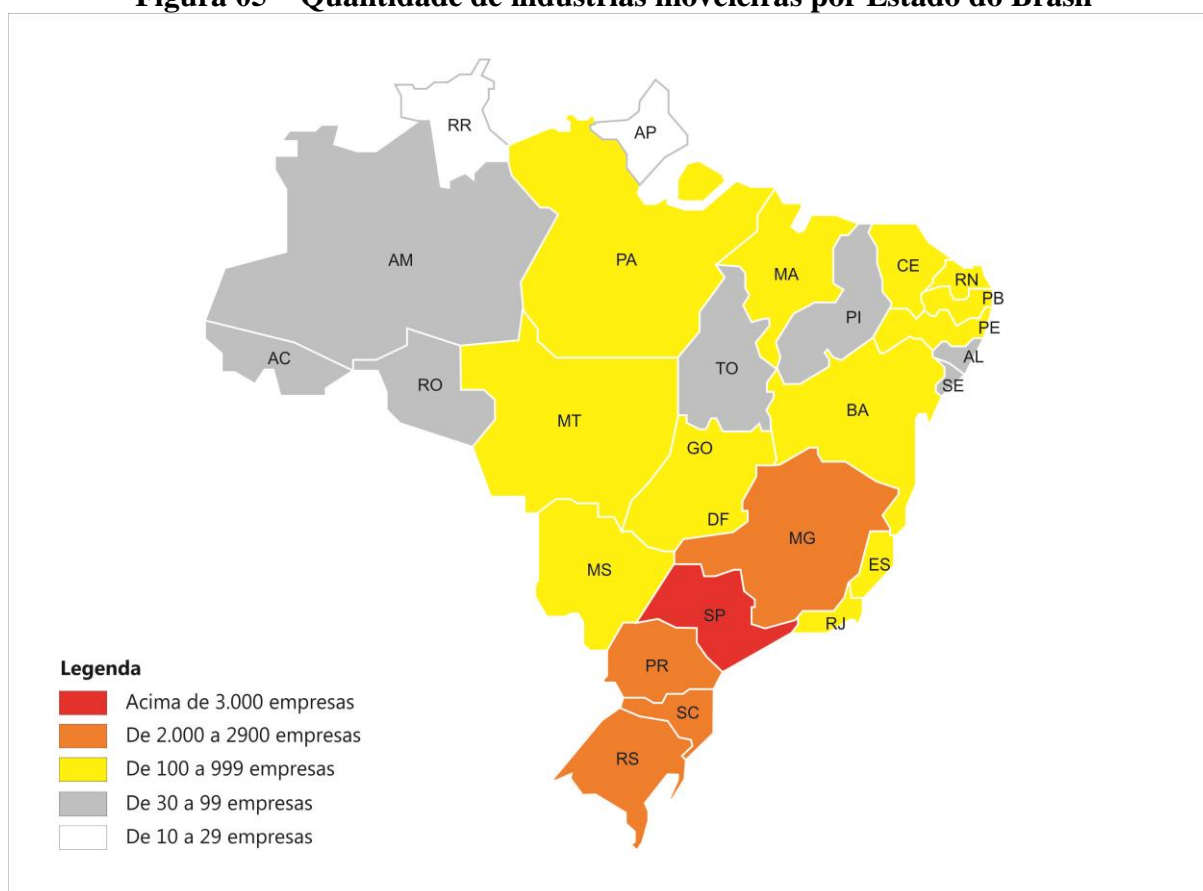 Figura 05 – Quantidade de indústrias moveleiras por Estado do Brasil
RR
AP
AM
PA
MA
CE
RN
PB
PI
PE
AC
RO
TO
AL
SE
MT
BA
GO
DF
MG
MS
ES
SP
RJ
PR
SC
RS
Legenda
Acima de 3.000 empresas
De 2.000 a 2900 empresas
De 100 a 999 empresas
De 30 a 99 empresas
De 10 a 29 empresas